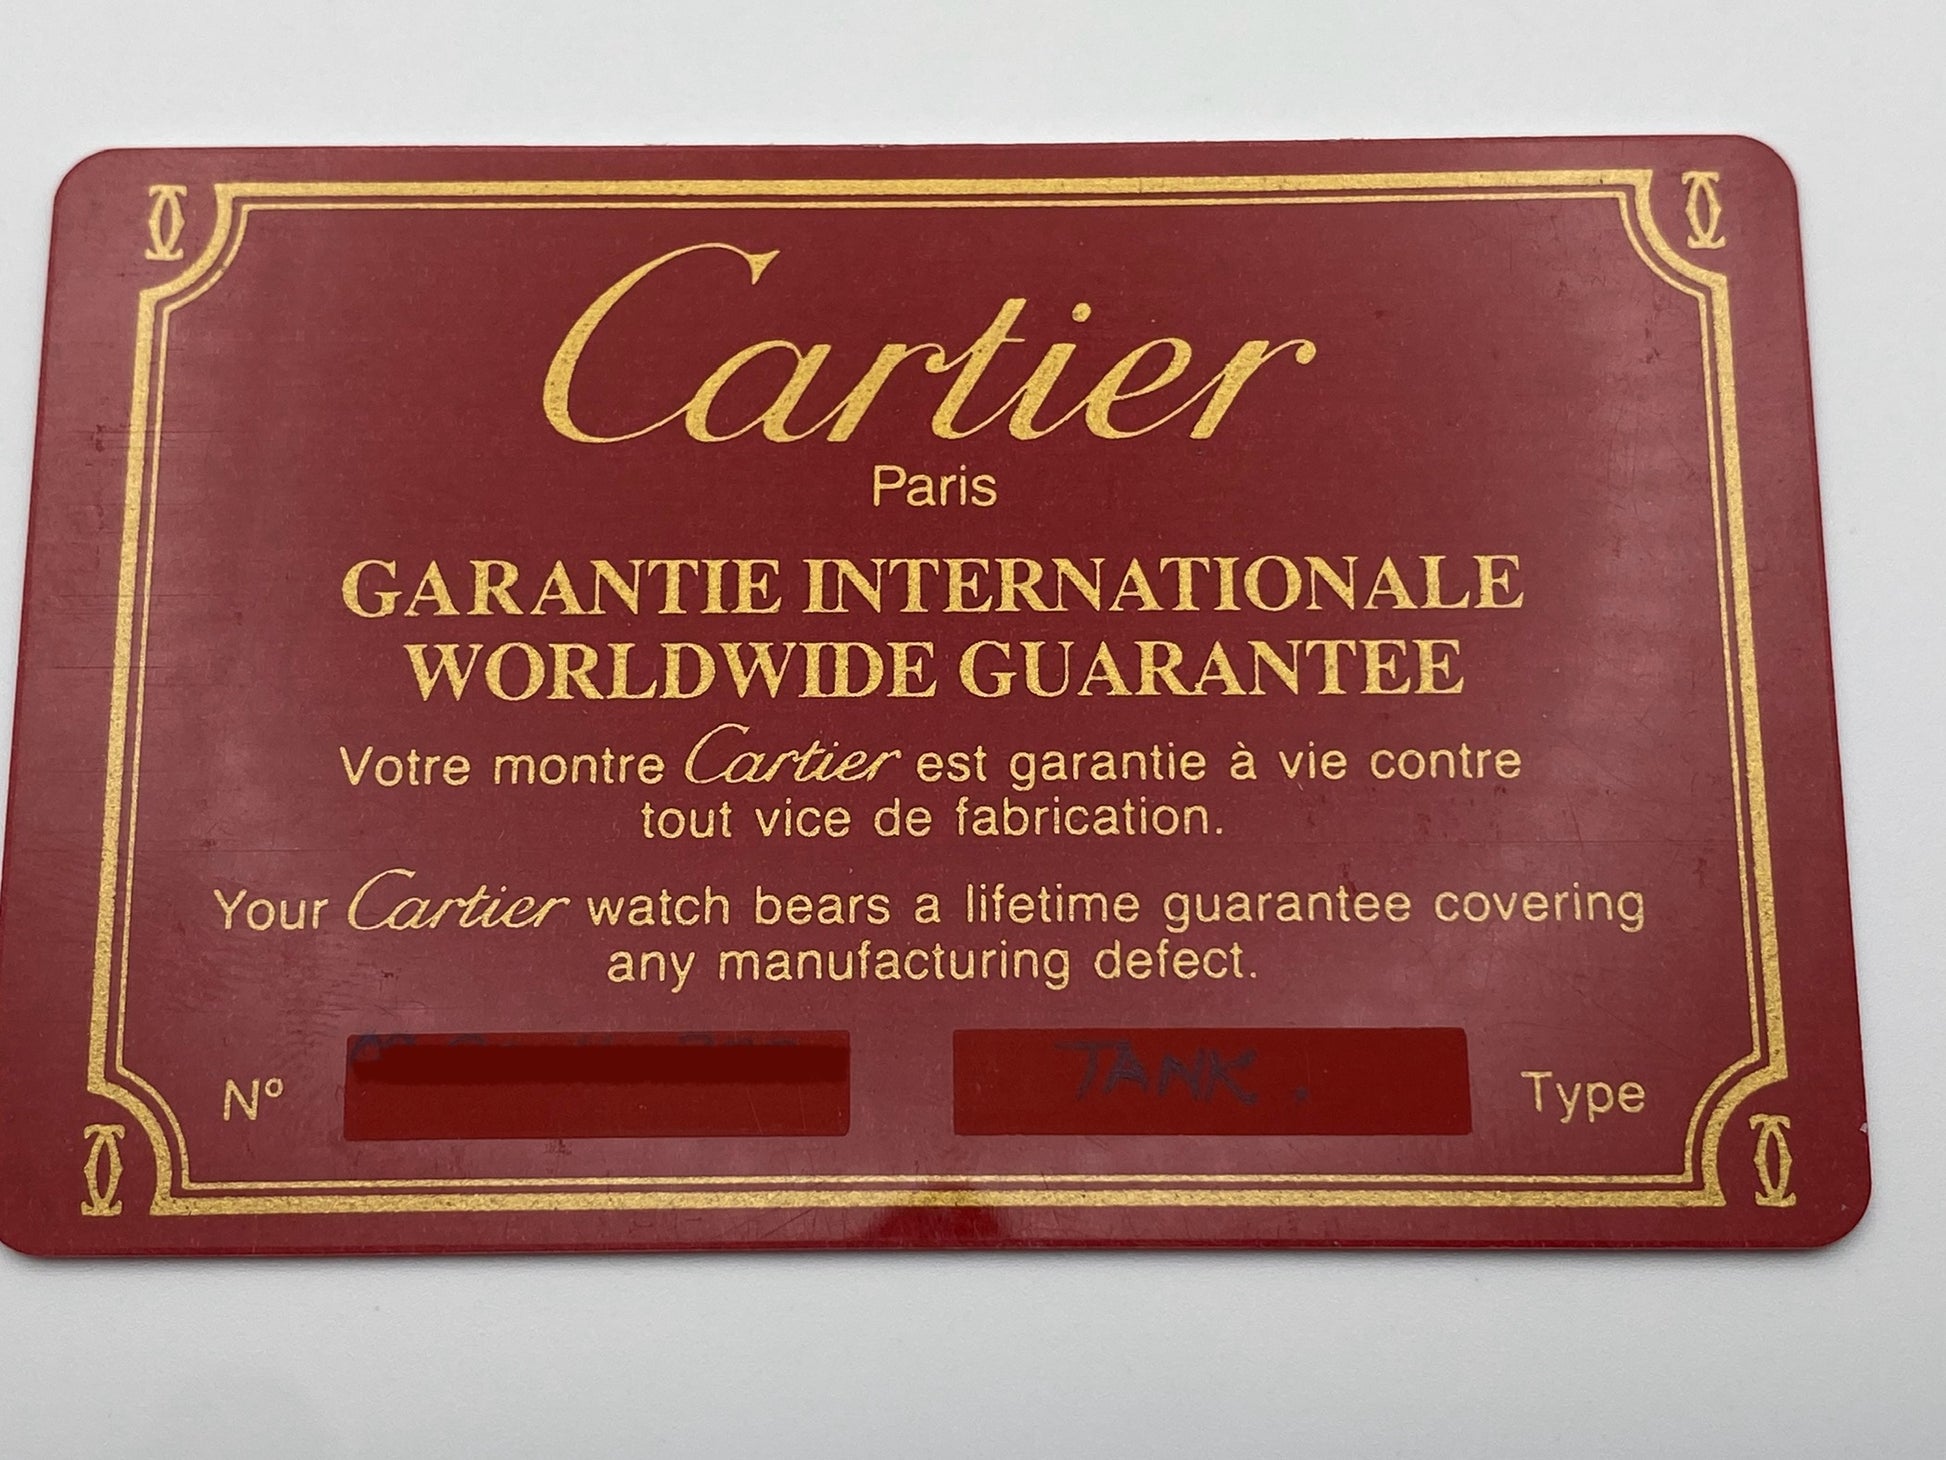 Cartier
Paris
GARANTIE INTERNATIONALE
WORLDWIDE GUARANTEE
Votre montre Cartier est garantie à vie contre
tout vice de fabrication.
Your Cartier watch bears a lifetime guarantee covering
any manufacturing defect.
Nº TANK. Type